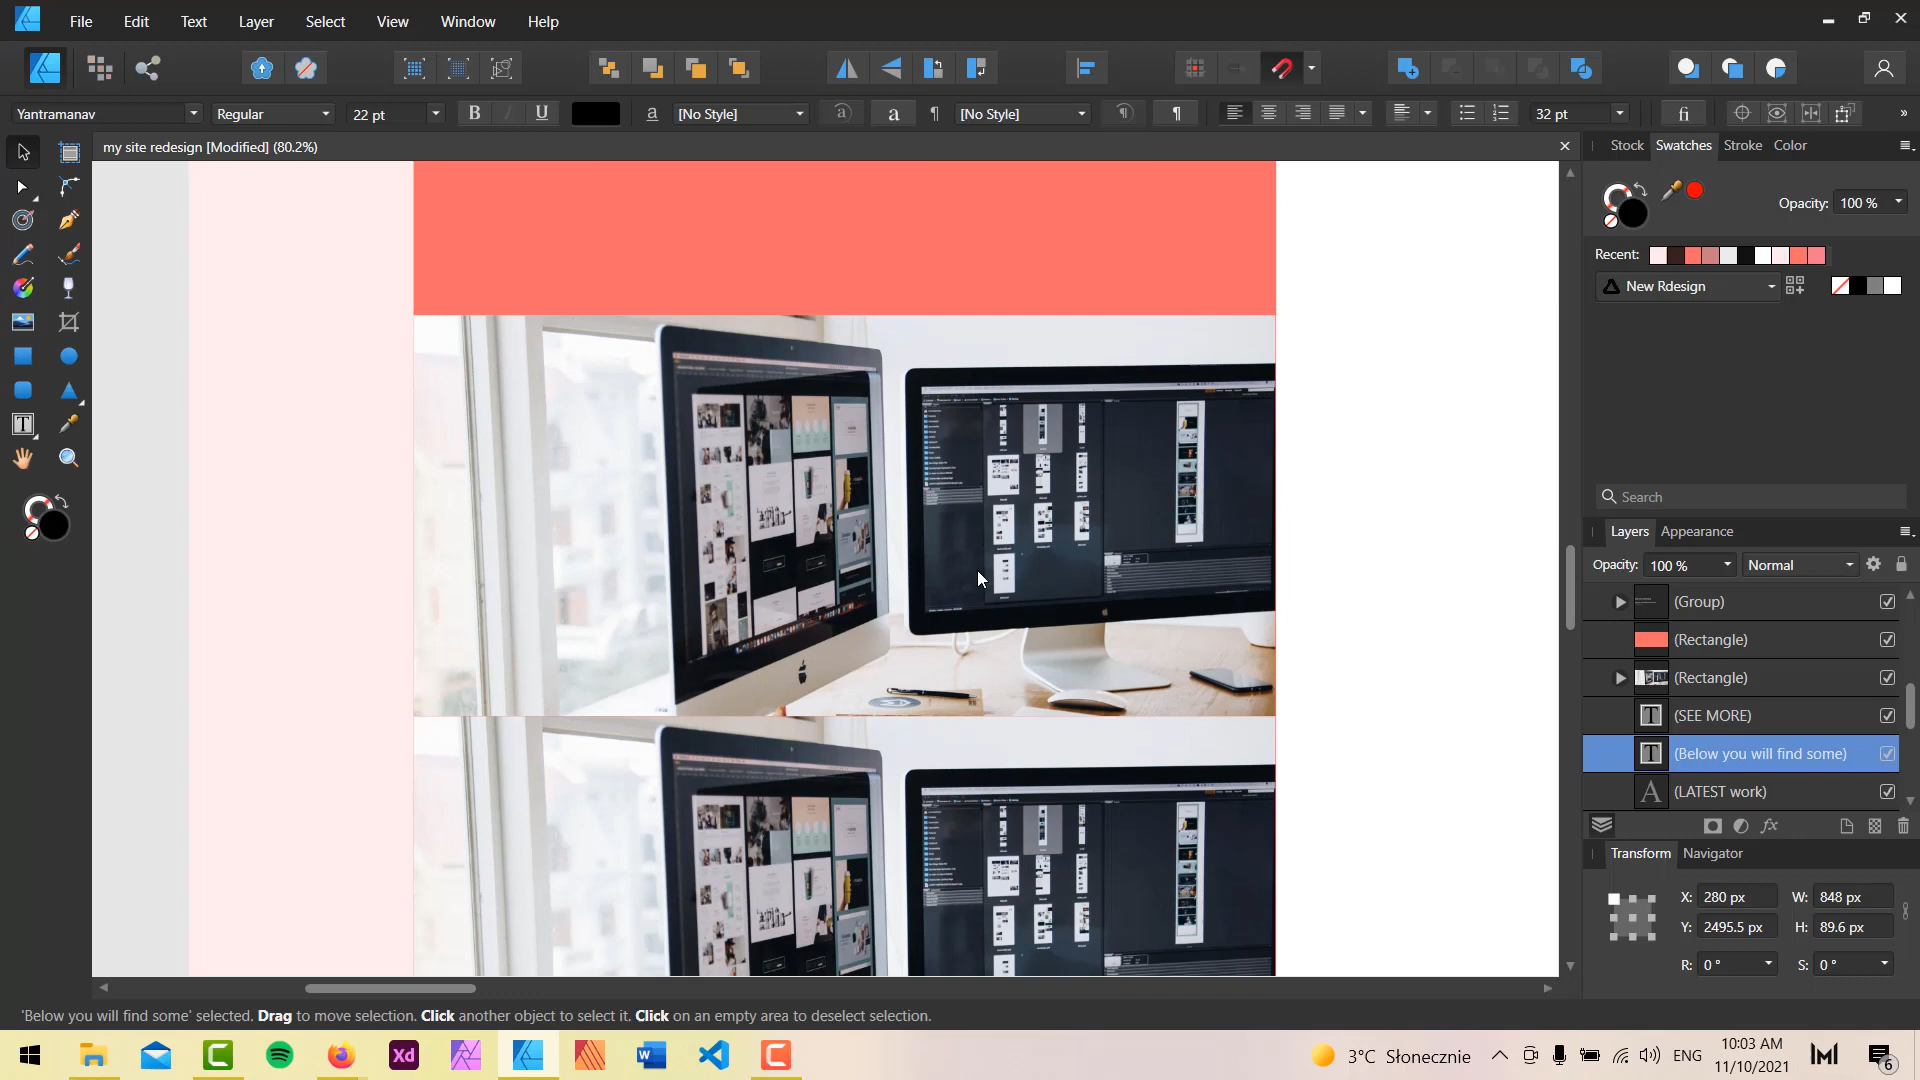 File Edit Text Layer Select View Window Help
Yantramanav Regular 22 pt B I U a [No Style] a a ¶ [No Style] ¶ ¶ 32 pt fi »
my site redesign [Modified] (80.2%)
Stock Swatches Stroke Color
Opacity: 100 %
Recent:
New Rdesign
Search
Layers Appearance
Opacity: 100 % Normal
(Group)
(Rectangle)
(Rectangle)
T (SEE MORE)
T (Below you will find some)
A (LATEST work)
fx
Transform Navigator
X: 280 px W: 848 px
Y: 2495.5 px H: 89.6 px
R: 0 ° S: 0 °
'Below you will find some' selected. Drag to move selection. Click another object to select it. Click on an empty area to deselect selection.
Xd W 3°C Słonecznie ENG 10:03 AM
11/10/2021 6